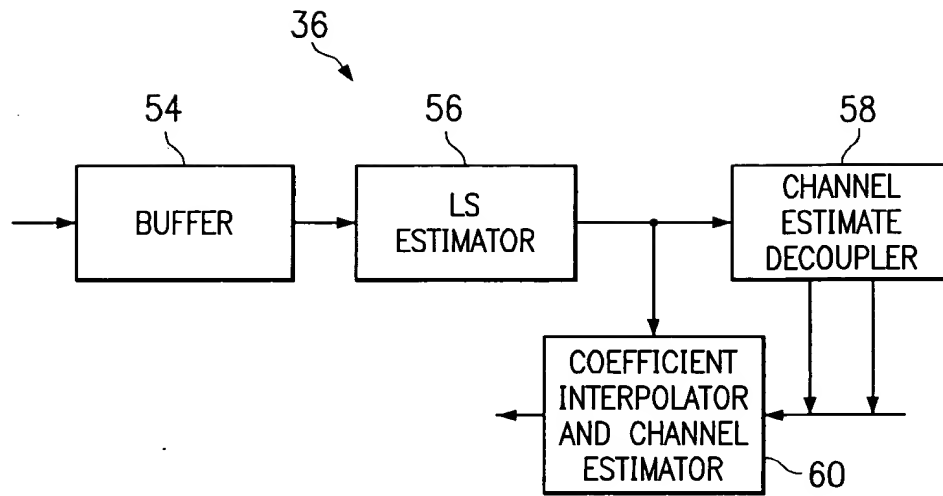 36
54
56
58
BUFFER
LS
ESTIMATOR
CHANNEL
ESTIMATE
DECOUPLER
COEFFICIENT
INTERPOLATOR
AND CHANNEL
ESTIMATOR
60